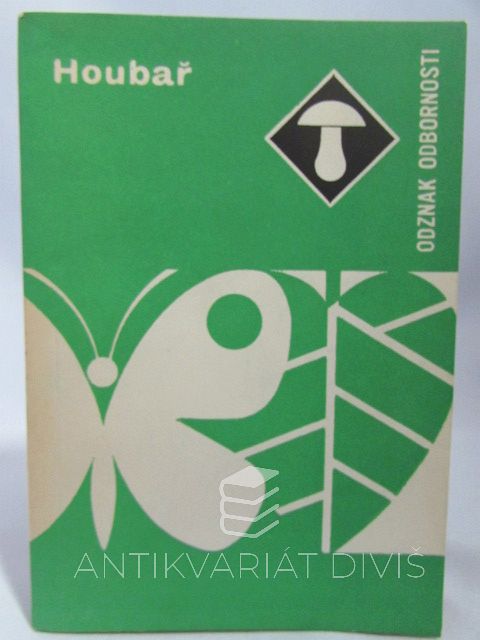 Houbař
ODZNAK ODBORNOSTI
ANTIKVARIÁT DIVIŠ